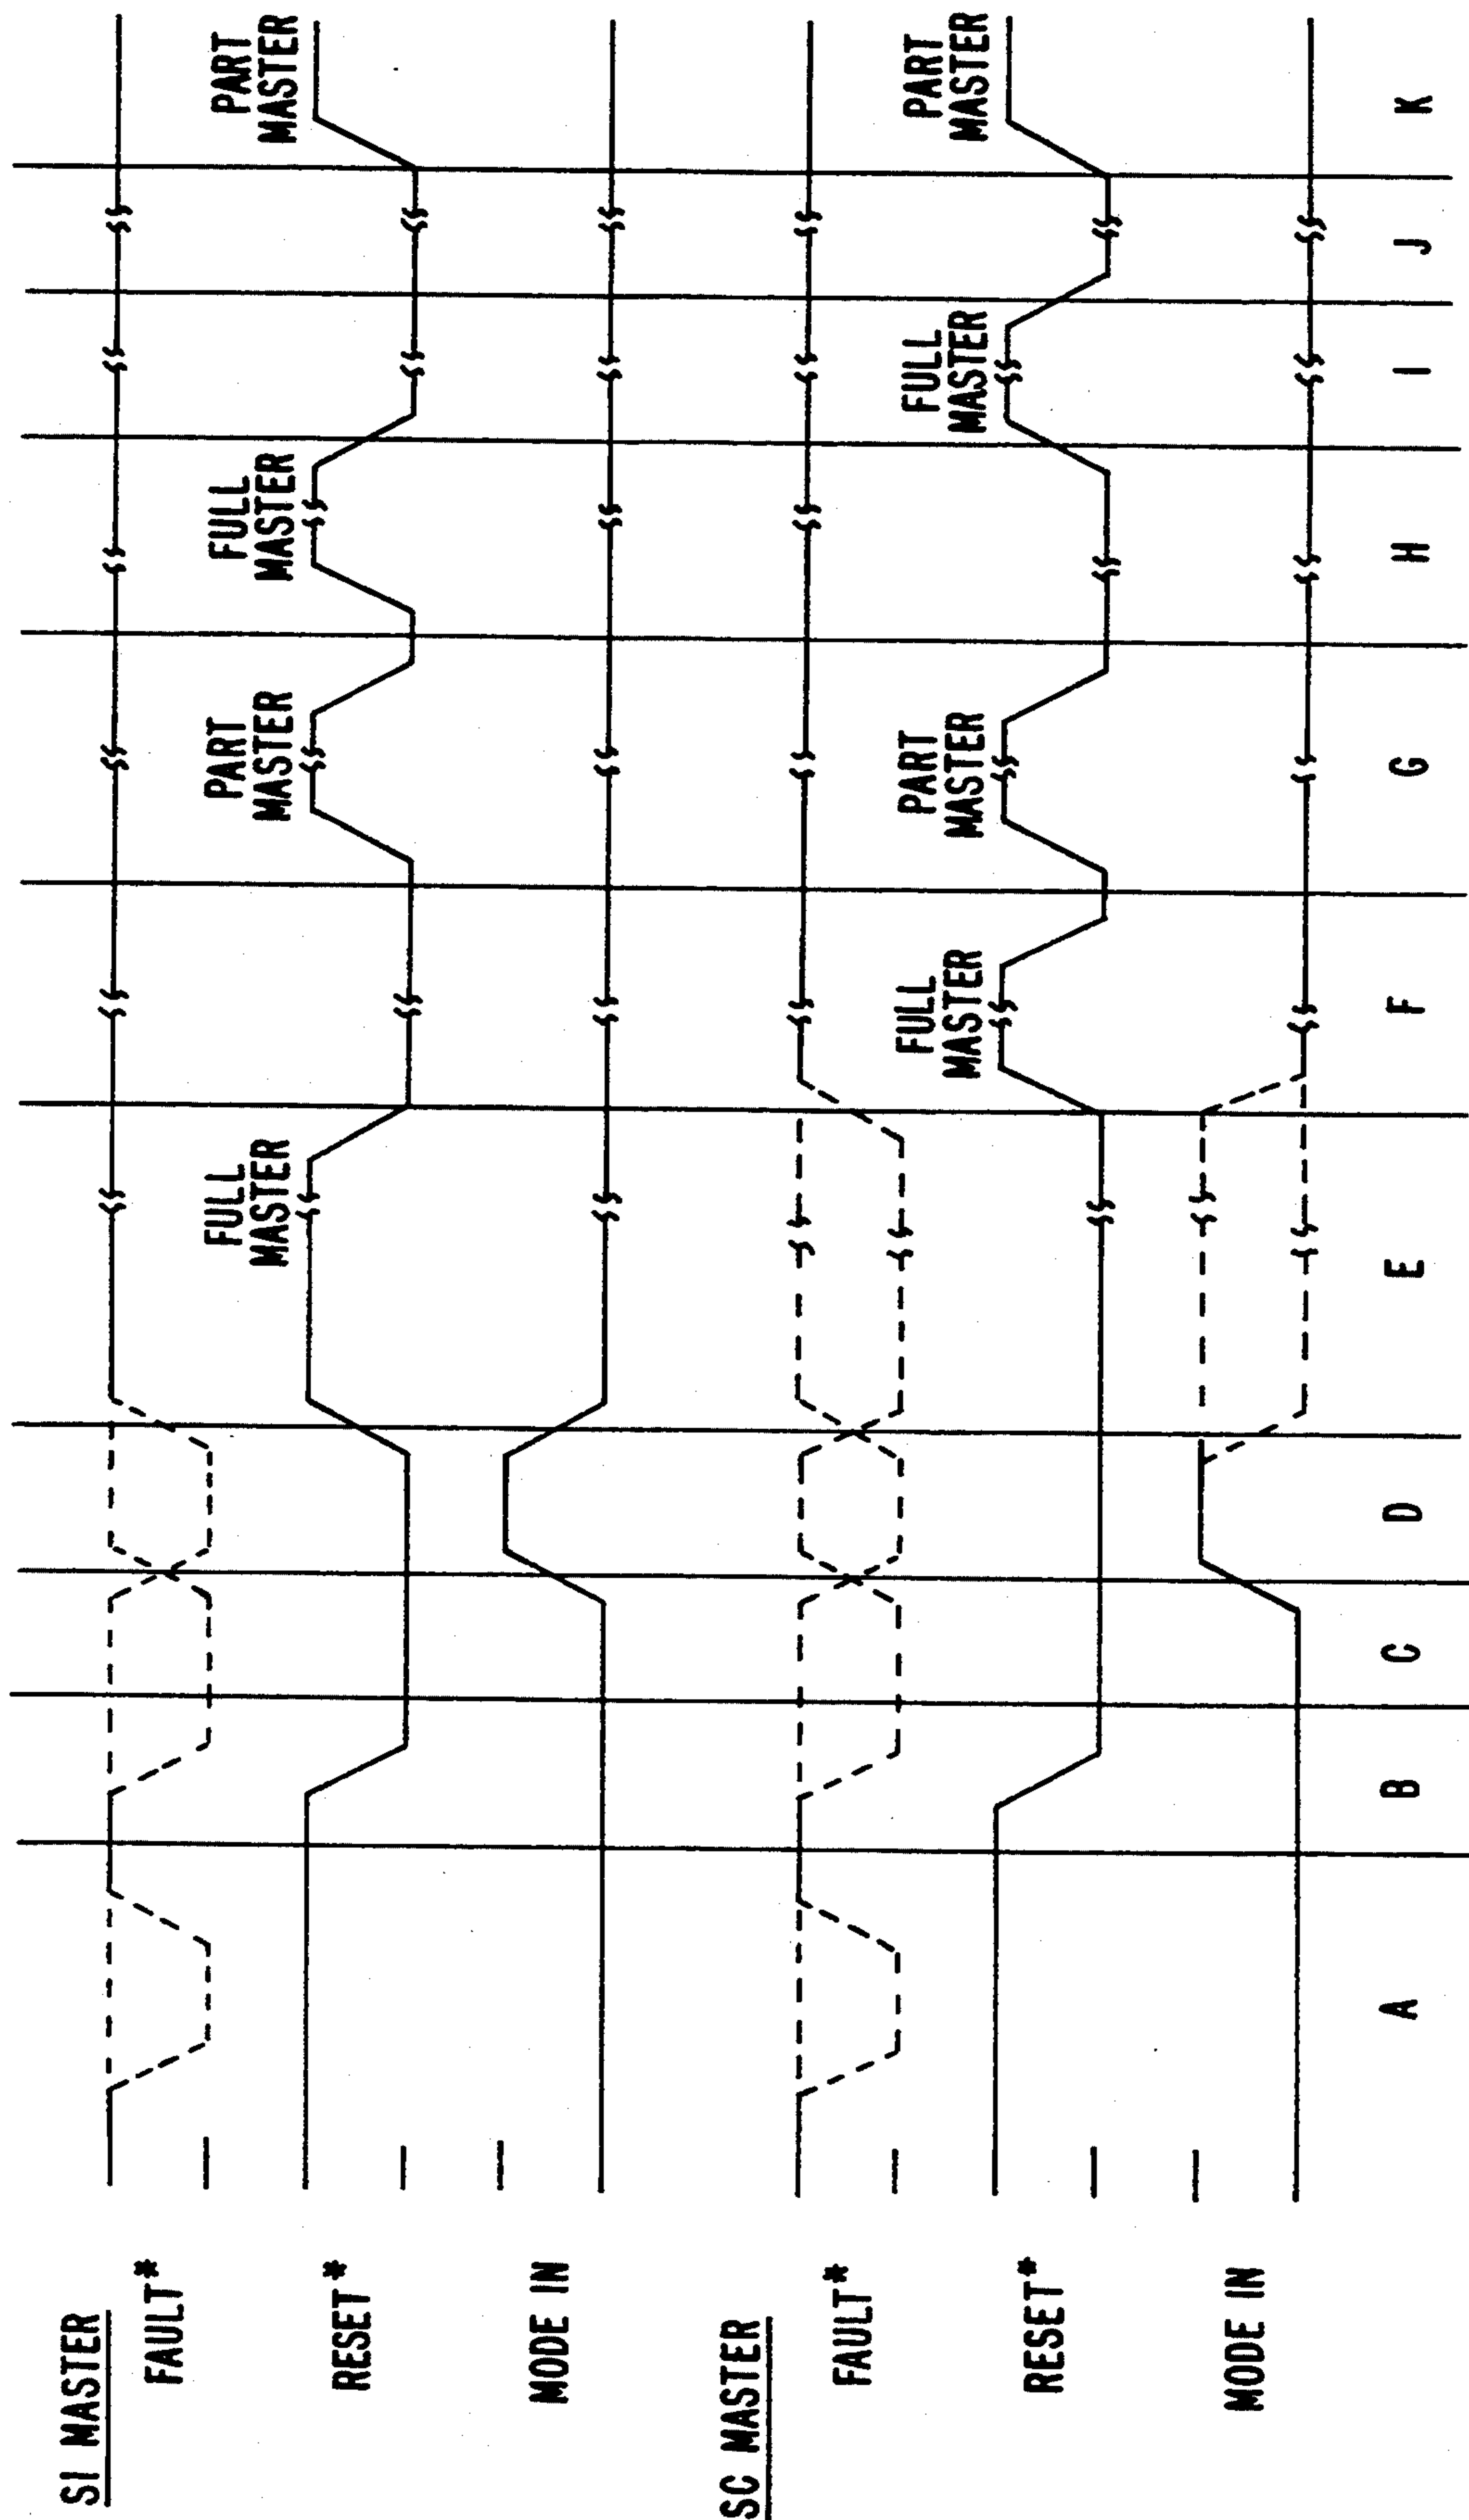 SI MASTER
FAULT*
FULL
MASTER
PART
MASTER
FULL
MASTER
PART
MASTER
RESET*
MODE IN
SC MASTER
FAULT*
FULL
MASTER
PART
MASTER
FULL
MASTER
PART
MASTER
RESET*
MODE IN
A B C D E F G H I J K